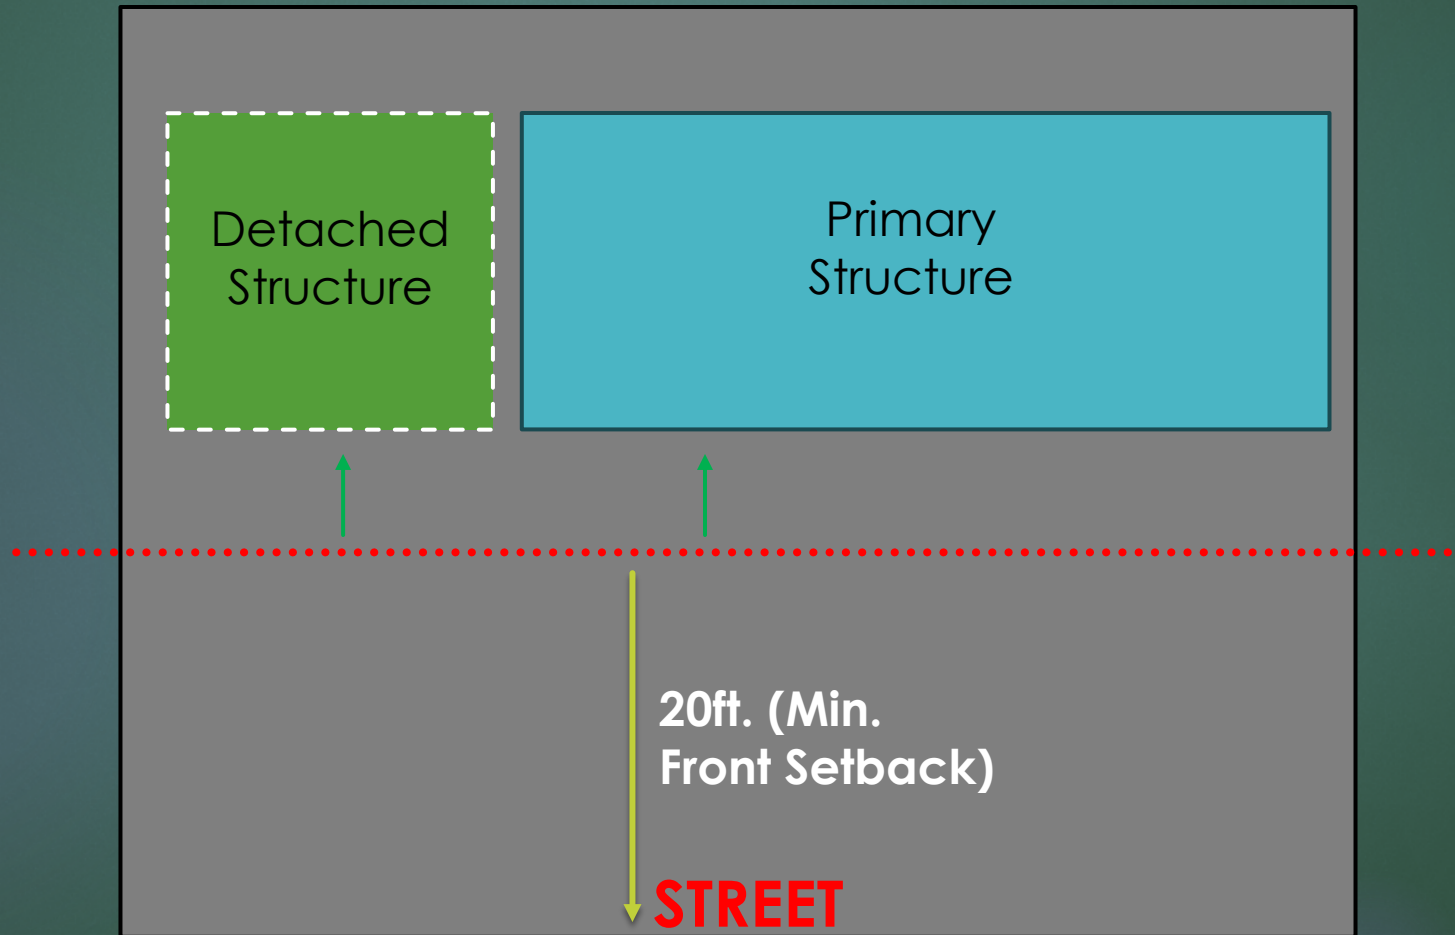 Detached
Structure
Primary
Structure
20ft. (Min.
Front Setback)
STREET